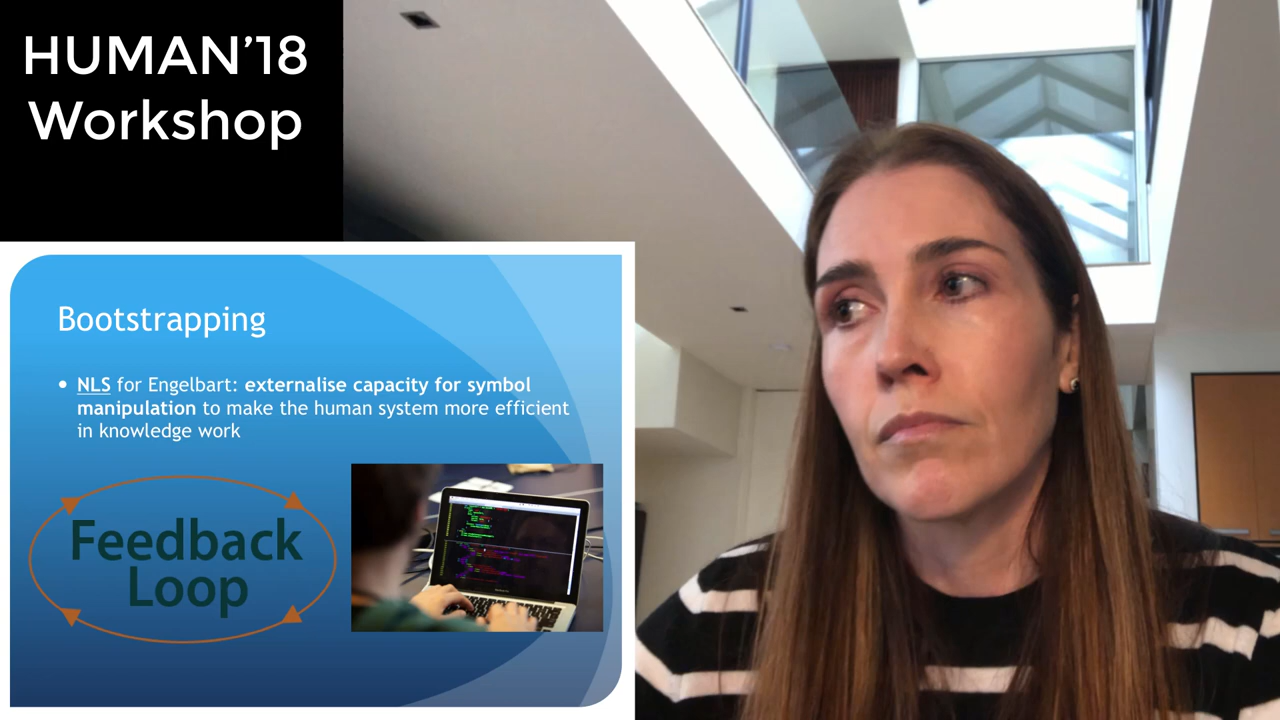 HUMAN’18
Workshop
Bootstrapping
• NLS for Engelbart: externalise capacity for symbol
manipulation to make the human system more efficient
in knowledge work
Feedback
Loop